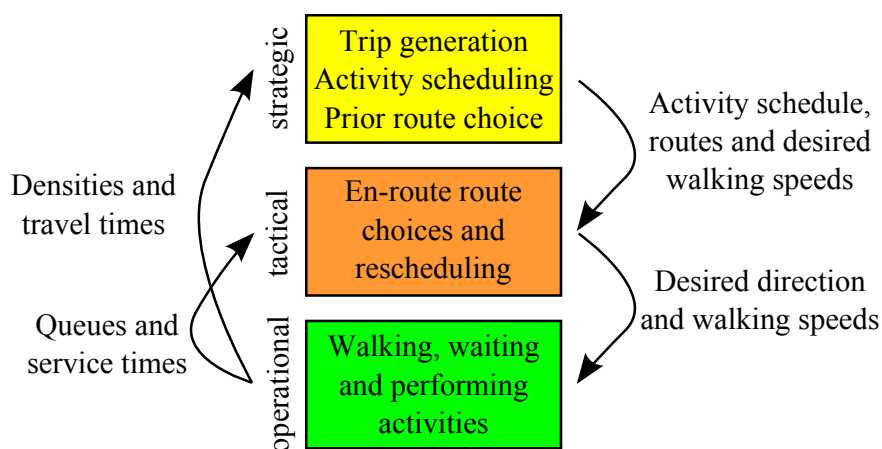 strategic
Trip generation
Activity scheduling
Prior route choice
Activity schedule,
routes and desired
walking speeds
Densities and
travel times
tactical
En-route route
choices and
rescheduling
Desired direction
and walking speeds
Queues and
service times
operational
Walking, waiting
and performing
activities